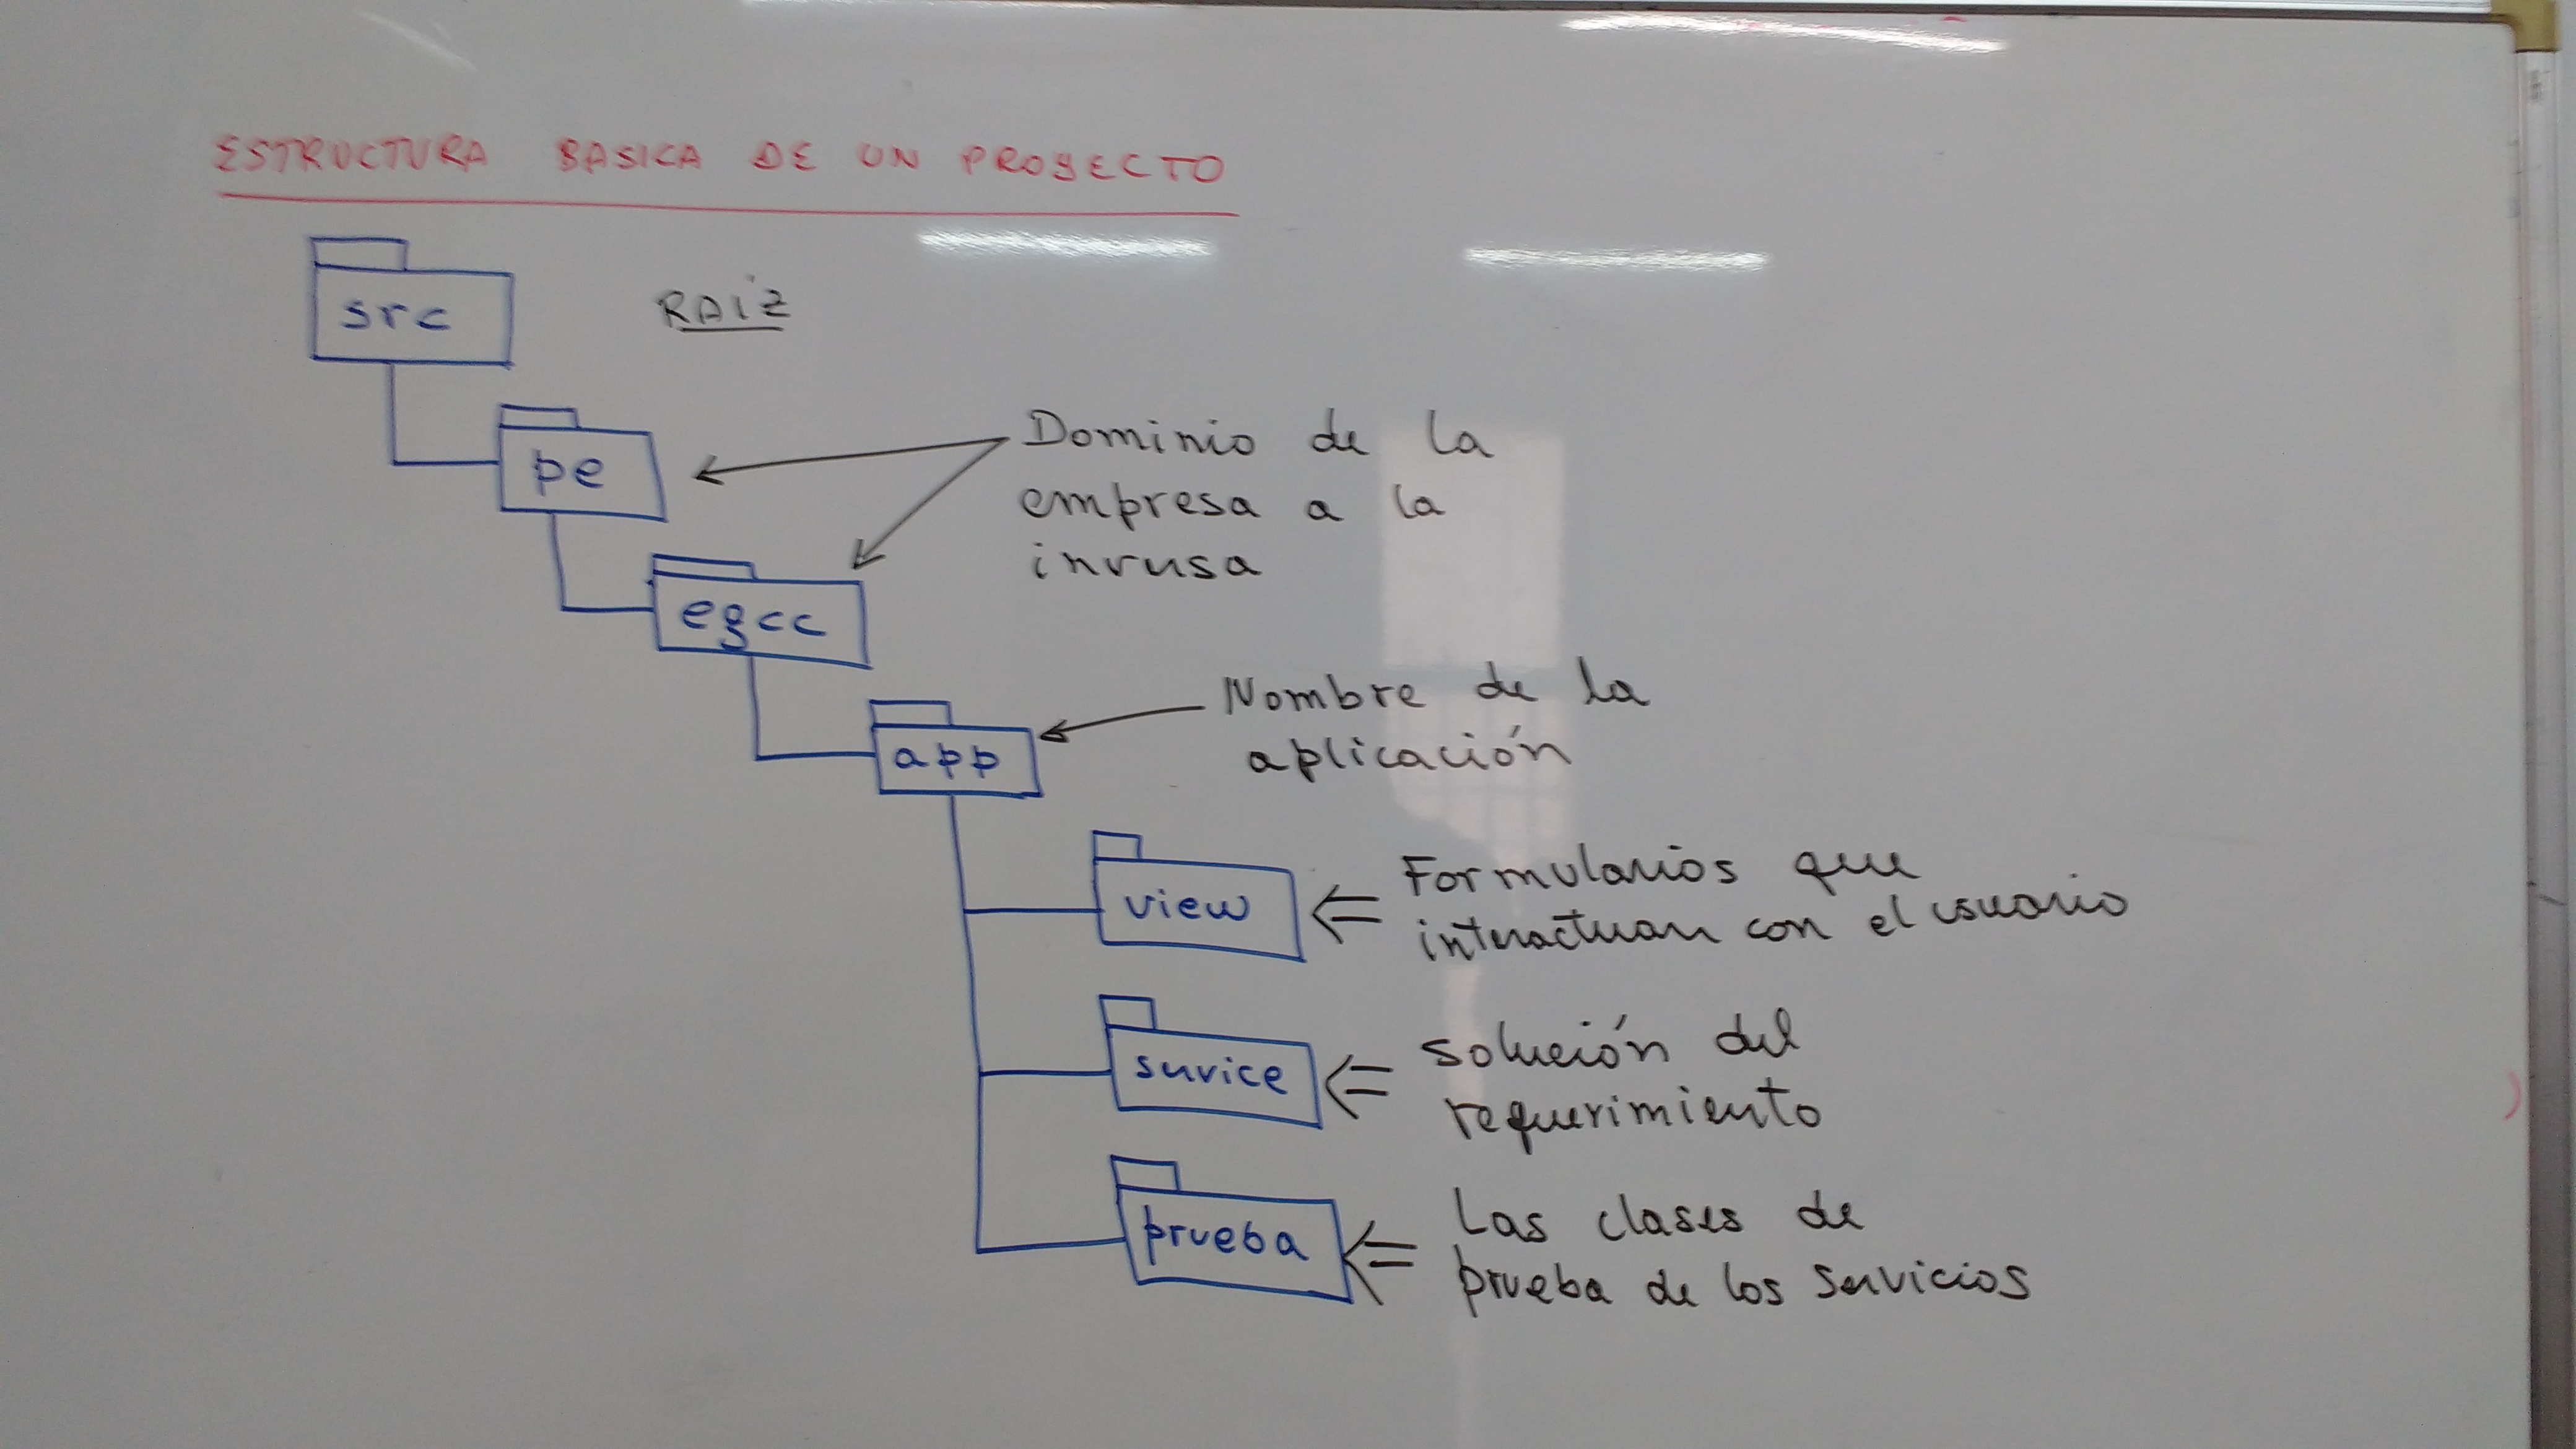 ESTRUCTURA BASICA DE UN PROYECTO
src
RAIZ
pe
Dominio de la
empresa a la
inversa
egcc
Nombre de la
aplicación
app
view
Formularios que
interactuan con el usuario
service
solución del
requerimiento
prueba
Las clases de
prueba de los servicios